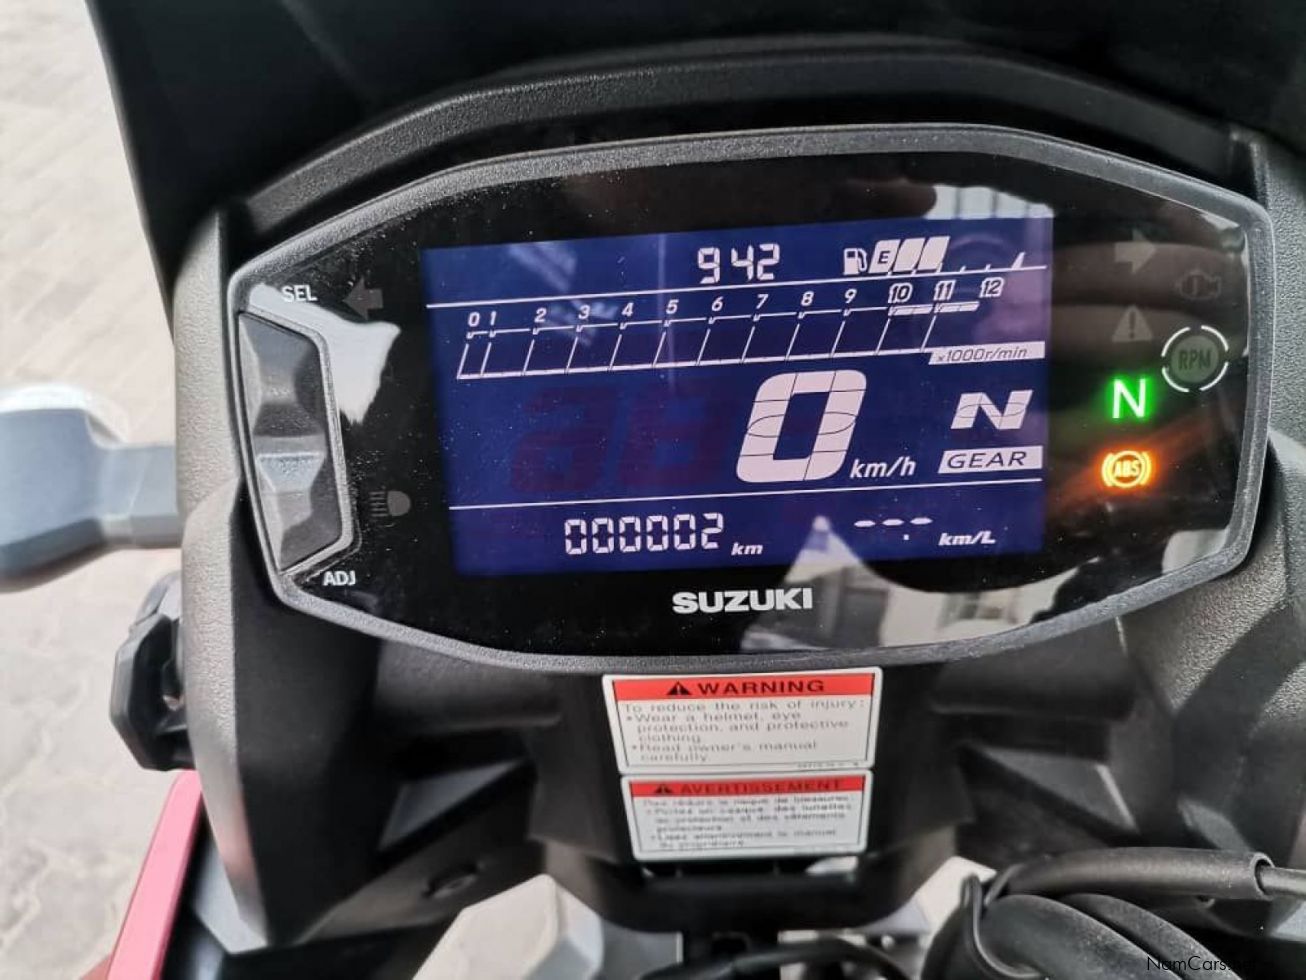 SEL
942
E
0 1 2 3 4 5 6 7 8 9 10 11 12
x1000r/min
RPM
0 km/h
N
GEAR
N
ABS
000002 km
---.- km/L
ADJ
SUZUKI
WARNING
To reduce the risk of injury:
•Wear a helmet, eye
protection, and protective
clothing.
•Read owner's manual
carefully.
AVERTISSEMENT
NamCars.net